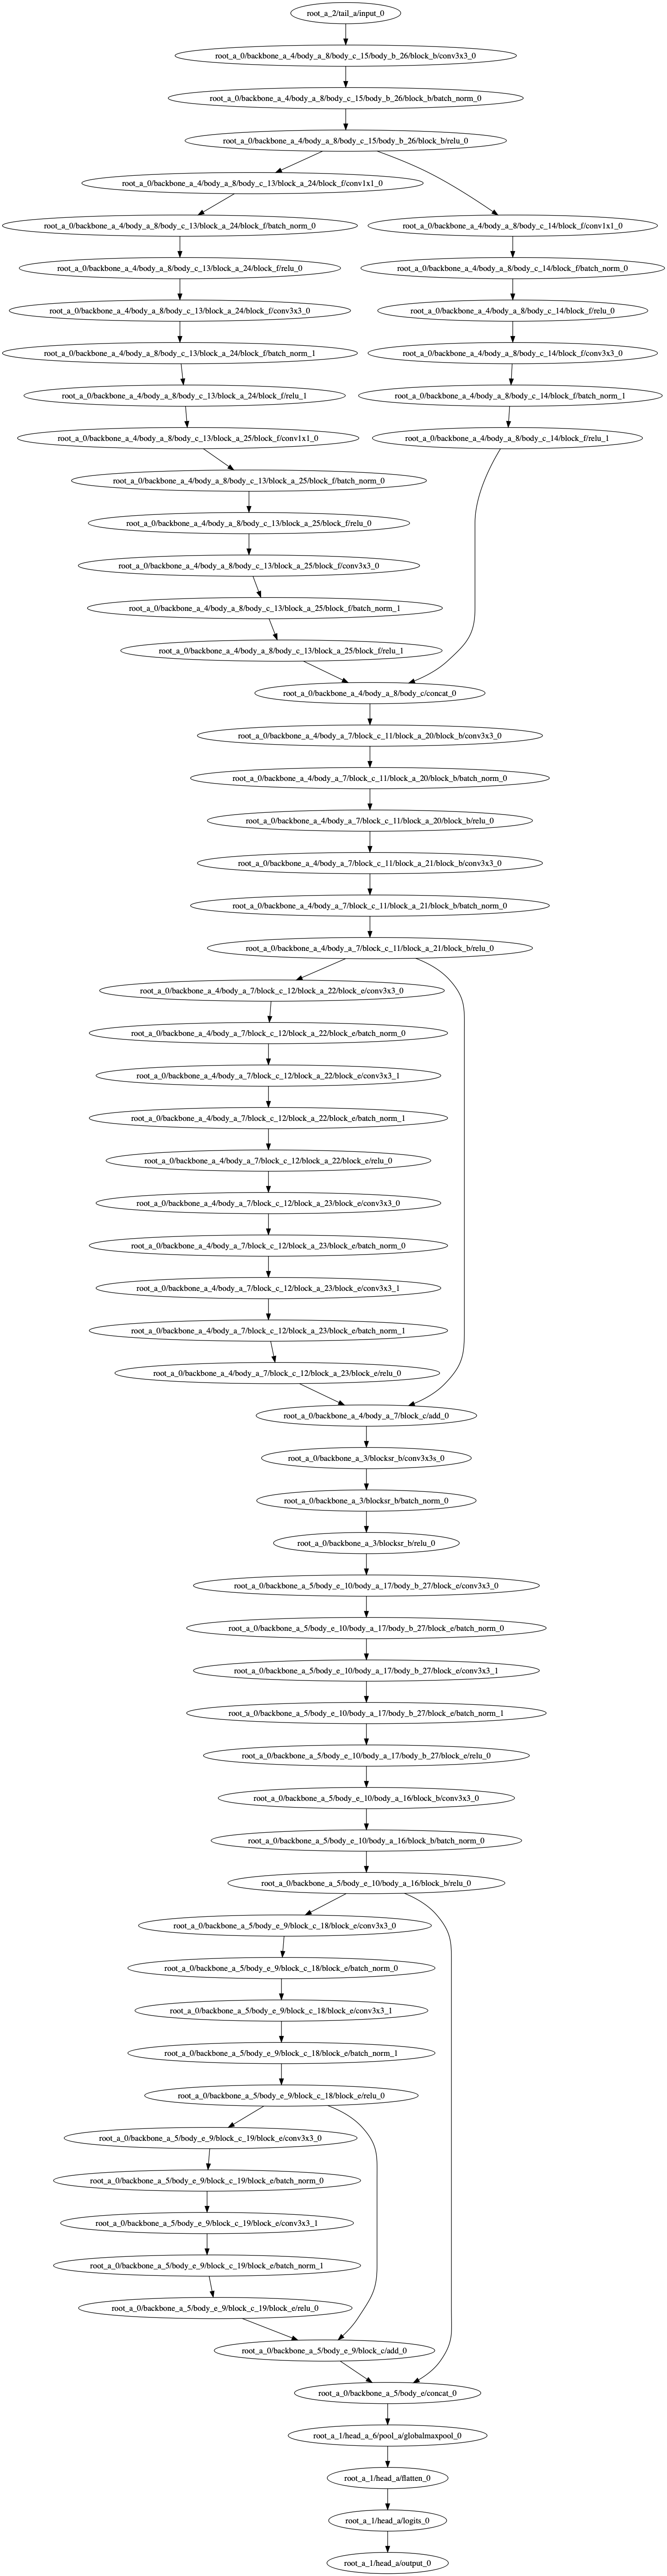 root_a_2/tail_a/input_0
root_a_0/backbone_a_4/body_a_8/body_c_15/body_b_26/block_b/conv3x3_0
root_a_0/backbone_a_4/body_a_8/body_c_15/body_b_26/block_b/batch_norm_0
root_a_0/backbone_a_4/body_a_8/body_c_15/body_b_26/block_b/relu_0
root_a_0/backbone_a_4/body_a_8/body_c_13/block_a_24/block_f/conv1x1_0
root_a_0/backbone_a_4/body_a_8/body_c_13/block_a_24/block_f/batch_norm_0
root_a_0/backbone_a_4/body_a_8/body_c_14/block_f/conv1x1_0
root_a_0/backbone_a_4/body_a_8/body_c_13/block_a_24/block_f/relu_0
root_a_0/backbone_a_4/body_a_8/body_c_14/block_f/batch_norm_0
root_a_0/backbone_a_4/body_a_8/body_c_13/block_a_24/block_f/conv3x3_0
root_a_0/backbone_a_4/body_a_8/body_c_14/block_f/relu_0
root_a_0/backbone_a_4/body_a_8/body_c_13/block_a_24/block_f/batch_norm_1
root_a_0/backbone_a_4/body_a_8/body_c_14/block_f/conv3x3_0
root_a_0/backbone_a_4/body_a_8/body_c_13/block_a_24/block_f/relu_1
root_a_0/backbone_a_4/body_a_8/body_c_14/block_f/batch_norm_1
root_a_0/backbone_a_4/body_a_8/body_c_13/block_a_25/block_f/conv1x1_0
root_a_0/backbone_a_4/body_a_8/body_c_14/block_f/relu_1
root_a_0/backbone_a_4/body_a_8/body_c_13/block_a_25/block_f/batch_norm_0
root_a_0/backbone_a_4/body_a_8/body_c_13/block_a_25/block_f/relu_0
root_a_0/backbone_a_4/body_a_8/body_c_13/block_a_25/block_f/conv3x3_0
root_a_0/backbone_a_4/body_a_8/body_c_13/block_a_25/block_f/batch_norm_1
root_a_0/backbone_a_4/body_a_8/body_c_13/block_a_25/block_f/relu_1
root_a_0/backbone_a_4/body_a_8/body_c/concat_0
root_a_0/backbone_a_4/body_a_7/block_c_11/block_a_20/block_b/conv3x3_0
root_a_0/backbone_a_4/body_a_7/block_c_11/block_a_20/block_b/batch_norm_0
root_a_0/backbone_a_4/body_a_7/block_c_11/block_a_20/block_b/relu_0
root_a_0/backbone_a_4/body_a_7/block_c_11/block_a_21/block_b/conv3x3_0
root_a_0/backbone_a_4/body_a_7/block_c_11/block_a_21/block_b/batch_norm_0
root_a_0/backbone_a_4/body_a_7/block_c_11/block_a_21/block_b/relu_0
root_a_0/backbone_a_4/body_a_7/block_c_12/block_a_22/block_e/conv3x3_0
root_a_0/backbone_a_4/body_a_7/block_c_12/block_a_22/block_e/batch_norm_0
root_a_0/backbone_a_4/body_a_7/block_c_12/block_a_22/block_e/conv3x3_1
root_a_0/backbone_a_4/body_a_7/block_c_12/block_a_22/block_e/batch_norm_1
root_a_0/backbone_a_4/body_a_7/block_c_12/block_a_22/block_e/relu_0
root_a_0/backbone_a_4/body_a_7/block_c_12/block_a_23/block_e/conv3x3_0
root_a_0/backbone_a_4/body_a_7/block_c_12/block_a_23/block_e/batch_norm_0
root_a_0/backbone_a_4/body_a_7/block_c_12/block_a_23/block_e/conv3x3_1
root_a_0/backbone_a_4/body_a_7/block_c_12/block_a_23/block_e/batch_norm_1
root_a_0/backbone_a_4/body_a_7/block_c_12/block_a_23/block_e/relu_0
root_a_0/backbone_a_4/body_a_7/block_c/add_0
root_a_0/backbone_a_3/blocksr_b/conv3x3s_0
root_a_0/backbone_a_3/blocksr_b/batch_norm_0
root_a_0/backbone_a_3/blocksr_b/relu_0
root_a_0/backbone_a_5/body_e_10/body_a_17/body_b_27/block_e/conv3x3_0
root_a_0/backbone_a_5/body_e_10/body_a_17/body_b_27/block_e/batch_norm_0
root_a_0/backbone_a_5/body_e_10/body_a_17/body_b_27/block_e/conv3x3_1
root_a_0/backbone_a_5/body_e_10/body_a_17/body_b_27/block_e/batch_norm_1
root_a_0/backbone_a_5/body_e_10/body_a_17/body_b_27/block_e/relu_0
root_a_0/backbone_a_5/body_e_10/body_a_16/block_b/conv3x3_0
root_a_0/backbone_a_5/body_e_10/body_a_16/block_b/batch_norm_0
root_a_0/backbone_a_5/body_e_10/body_a_16/block_b/relu_0
root_a_0/backbone_a_5/body_e_9/block_c_18/block_e/conv3x3_0
root_a_0/backbone_a_5/body_e_9/block_c_18/block_e/batch_norm_0
root_a_0/backbone_a_5/body_e_9/block_c_18/block_e/conv3x3_1
root_a_0/backbone_a_5/body_e_9/block_c_18/block_e/batch_norm_1
root_a_0/backbone_a_5/body_e_9/block_c_18/block_e/relu_0
root_a_0/backbone_a_5/body_e_9/block_c_19/block_e/conv3x3_0
root_a_0/backbone_a_5/body_e_9/block_c_19/block_e/batch_norm_0
root_a_0/backbone_a_5/body_e_9/block_c_19/block_e/conv3x3_1
root_a_0/backbone_a_5/body_e_9/block_c_19/block_e/batch_norm_1
root_a_0/backbone_a_5/body_e_9/block_c_19/block_e/relu_0
root_a_0/backbone_a_5/body_e_9/block_c/add_0
root_a_0/backbone_a_5/body_e/concat_0
root_a_1/head_a_6/pool_a/globalmaxpool_0
root_a_1/head_a/flatten_0
root_a_1/head_a/logits_0
root_a_1/head_a/output_0